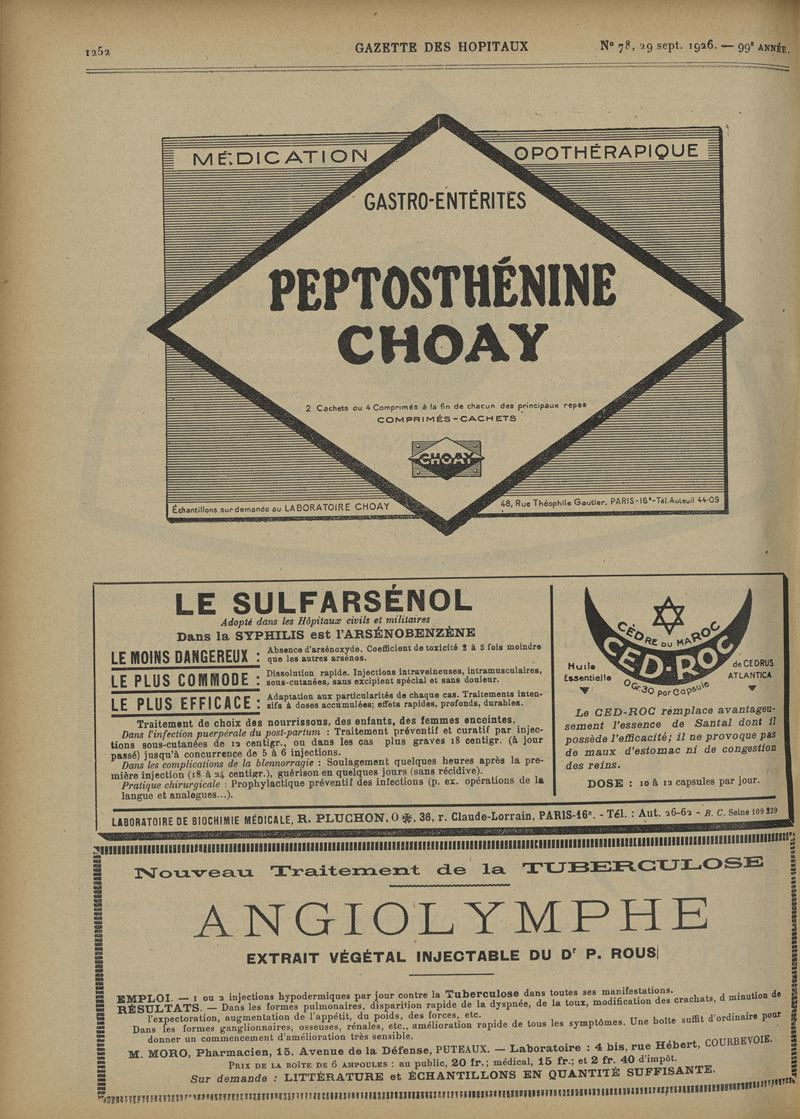 1252
GAZETTE DES HOPITAUX
N° 78, 29 sept. 1926. — 99e ANNÉE.
MÉDICATION
OPOTHÉRAPIQUE
GASTRO-ENTÉRITES
PEPTOSTHÉNINE
CHOAY
2 Cachets ou 4 Comprimés à la fin de chacun des principaux repas
COMPRIMÉS-CACHETS
CHOAY
Échantillons sur demande au LABORATOIRE CHOAY
48, Rue Théophile Gautier, PARIS-16e-Tél. Auteuil 44-09
LE SULFARSÉNOL
Adopté dans les Hôpitaux civils et militaires
Dans la SYPHILIS est l'ARSÉNOBENZÈNE
LE MOINS DANGEREUX : Absence d'arsénoxyde. Coefficient de toxicité 2 à 5 fois moindre
que les autres arsénos.
LE PLUS COMMODE : Dissolution rapide. Injections intraveineuses, intramusculaires,
sous-cutanées, sans excipient spécial et sans douleur.
LE PLUS EFFICACE : Adaptation aux particularités de chaque cas. Traitements inten-
sifs à doses accumulées; effets rapides, profonds, durables.
Traitement de choix des nourrissons, des enfants, des femmes enceintes.
Dans l'infection puerpérale du post-partum : Traitement préventif et curatif par injec-
tions sous-cutanées de 12 centigr., ou dans les cas plus graves 18 centigr. (à jour
passé) jusqu'à concurrence de 5 à 6 injections.
Dans les complications de la blennorragie : Soulagement quelques heures après la pre-
mière injection (18 à 24 centigr.), guérison en quelques jours (sans récidive).
Pratique chirurgicale : Prophylactique préventif des infections (p. ex. opérations de la
langue et analogues...).
CÈDRE DU MAROC
CED-ROC
0Gr30 par Capsule
Huile
Essentielle
de CEDRUS
ATLANTICA
Le CED-ROC remplace avantageu-
sement l'essence de Santal dont il
possède l'efficacité; il ne provoque pas
de maux d'estomac ni de congestion
des reins.
DOSE : 10 à 12 capsules par jour.
LABORATOIRE DE BIOCHIMIE MÉDICALE, R. PLUCHON, O ✻, 36, r. Claude-Lorrain, PARIS-16e. - Tél. : Aut. 26-62 - R. C. Seine 109 239
Nouveau Traitement de la TUBERCULOSE
ANGIOLYMPHE
EXTRAIT VÉGÉTAL INJECTABLE DU Dr P. ROUS
EMPLOI. — 1 ou 2 injections hypodermiques par jour contre la Tuberculose dans toutes ses manifestations.
RÉSULTATS. — Dans les formes pulmonaires, disparition rapide de la dyspnée, de la toux, modification des crachats, d minution de
l'expectoration, augmentation de l'appétit, du poids, des forces, etc.
Dans les formes ganglionnaires, osseuses, rénales, etc., amélioration rapide de tous les symptômes. Une boîte suffit d'ordinaire pour
donner un commencement d'amélioration très sensible.
M. MORO, Pharmacien, 15, Avenue de la Défense, PUTEAUX. — Laboratoire : 4 bis, rue Hébert, COURBEVOIE.
PRIX DE LA BOÎTE DE 6 AMPOULES : au public, 20 fr.; médical, 15 fr.; et 2 fr. 40 d'impôt.
Sur demande : LITTÉRATURE et ÉCHANTILLONS EN QUANTITÉ SUFFISANTE.